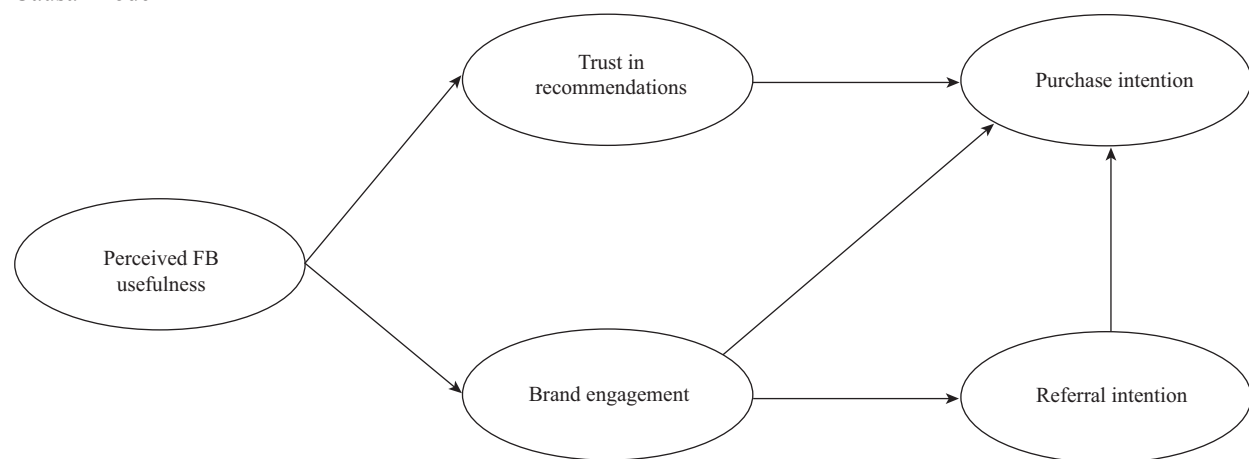 Trust in
recommendations
Purchase intention
Perceived FB
usefulness
Brand engagement
Referral intention